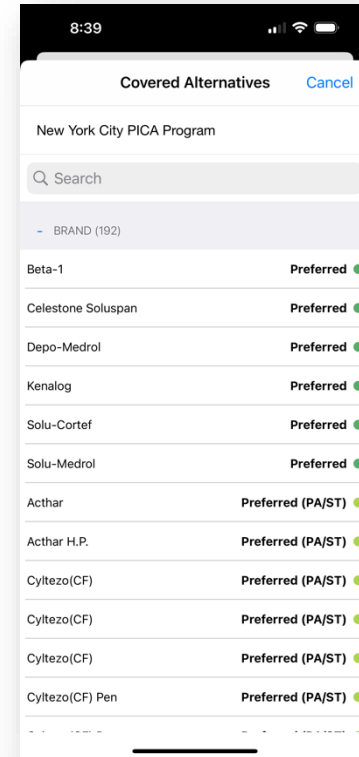 8:39
Covered Alternatives Cancel
New York City PICA Program
Search
- BRAND (192)
Beta-1 Preferred
Celestone Soluspan Preferred
Depo-Medrol Preferred
Kenalog Preferred
Solu-Cortef Preferred
Solu-Medrol Preferred
Acthar Preferred (PA/ST)
Acthar H.P. Preferred (PA/ST)
Cyltezo(CF) Preferred (PA/ST)
Cyltezo(CF) Preferred (PA/ST)
Cyltezo(CF) Preferred (PA/ST)
Cyltezo(CF) Pen Preferred (PA/ST)